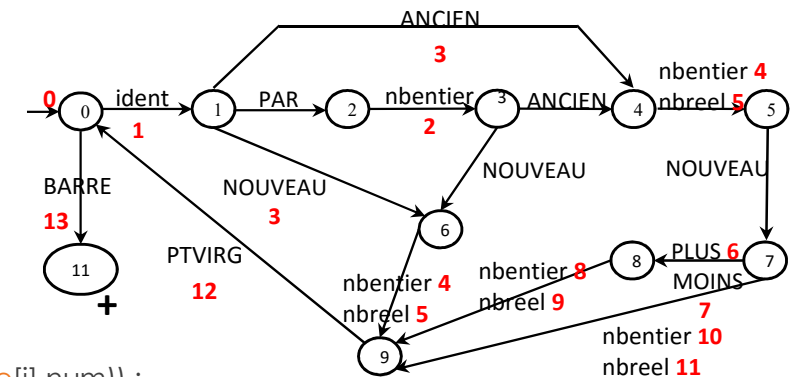 ANCIEN
3
nbentier 4
nbreel 5
0
0
ident
1
1
PAR
2
nbentier
2
3
ANCIEN
4
5
BARRE
13
NOUVEAU
3
NOUVEAU
NOUVEAU
6
11
+
PTVIRG
12
nbentier 4
nbreel 5
nbentier 8
nbreel 9
8
PLUS 6
MOINS
7
7
9
nbentier 10
nbreel 11